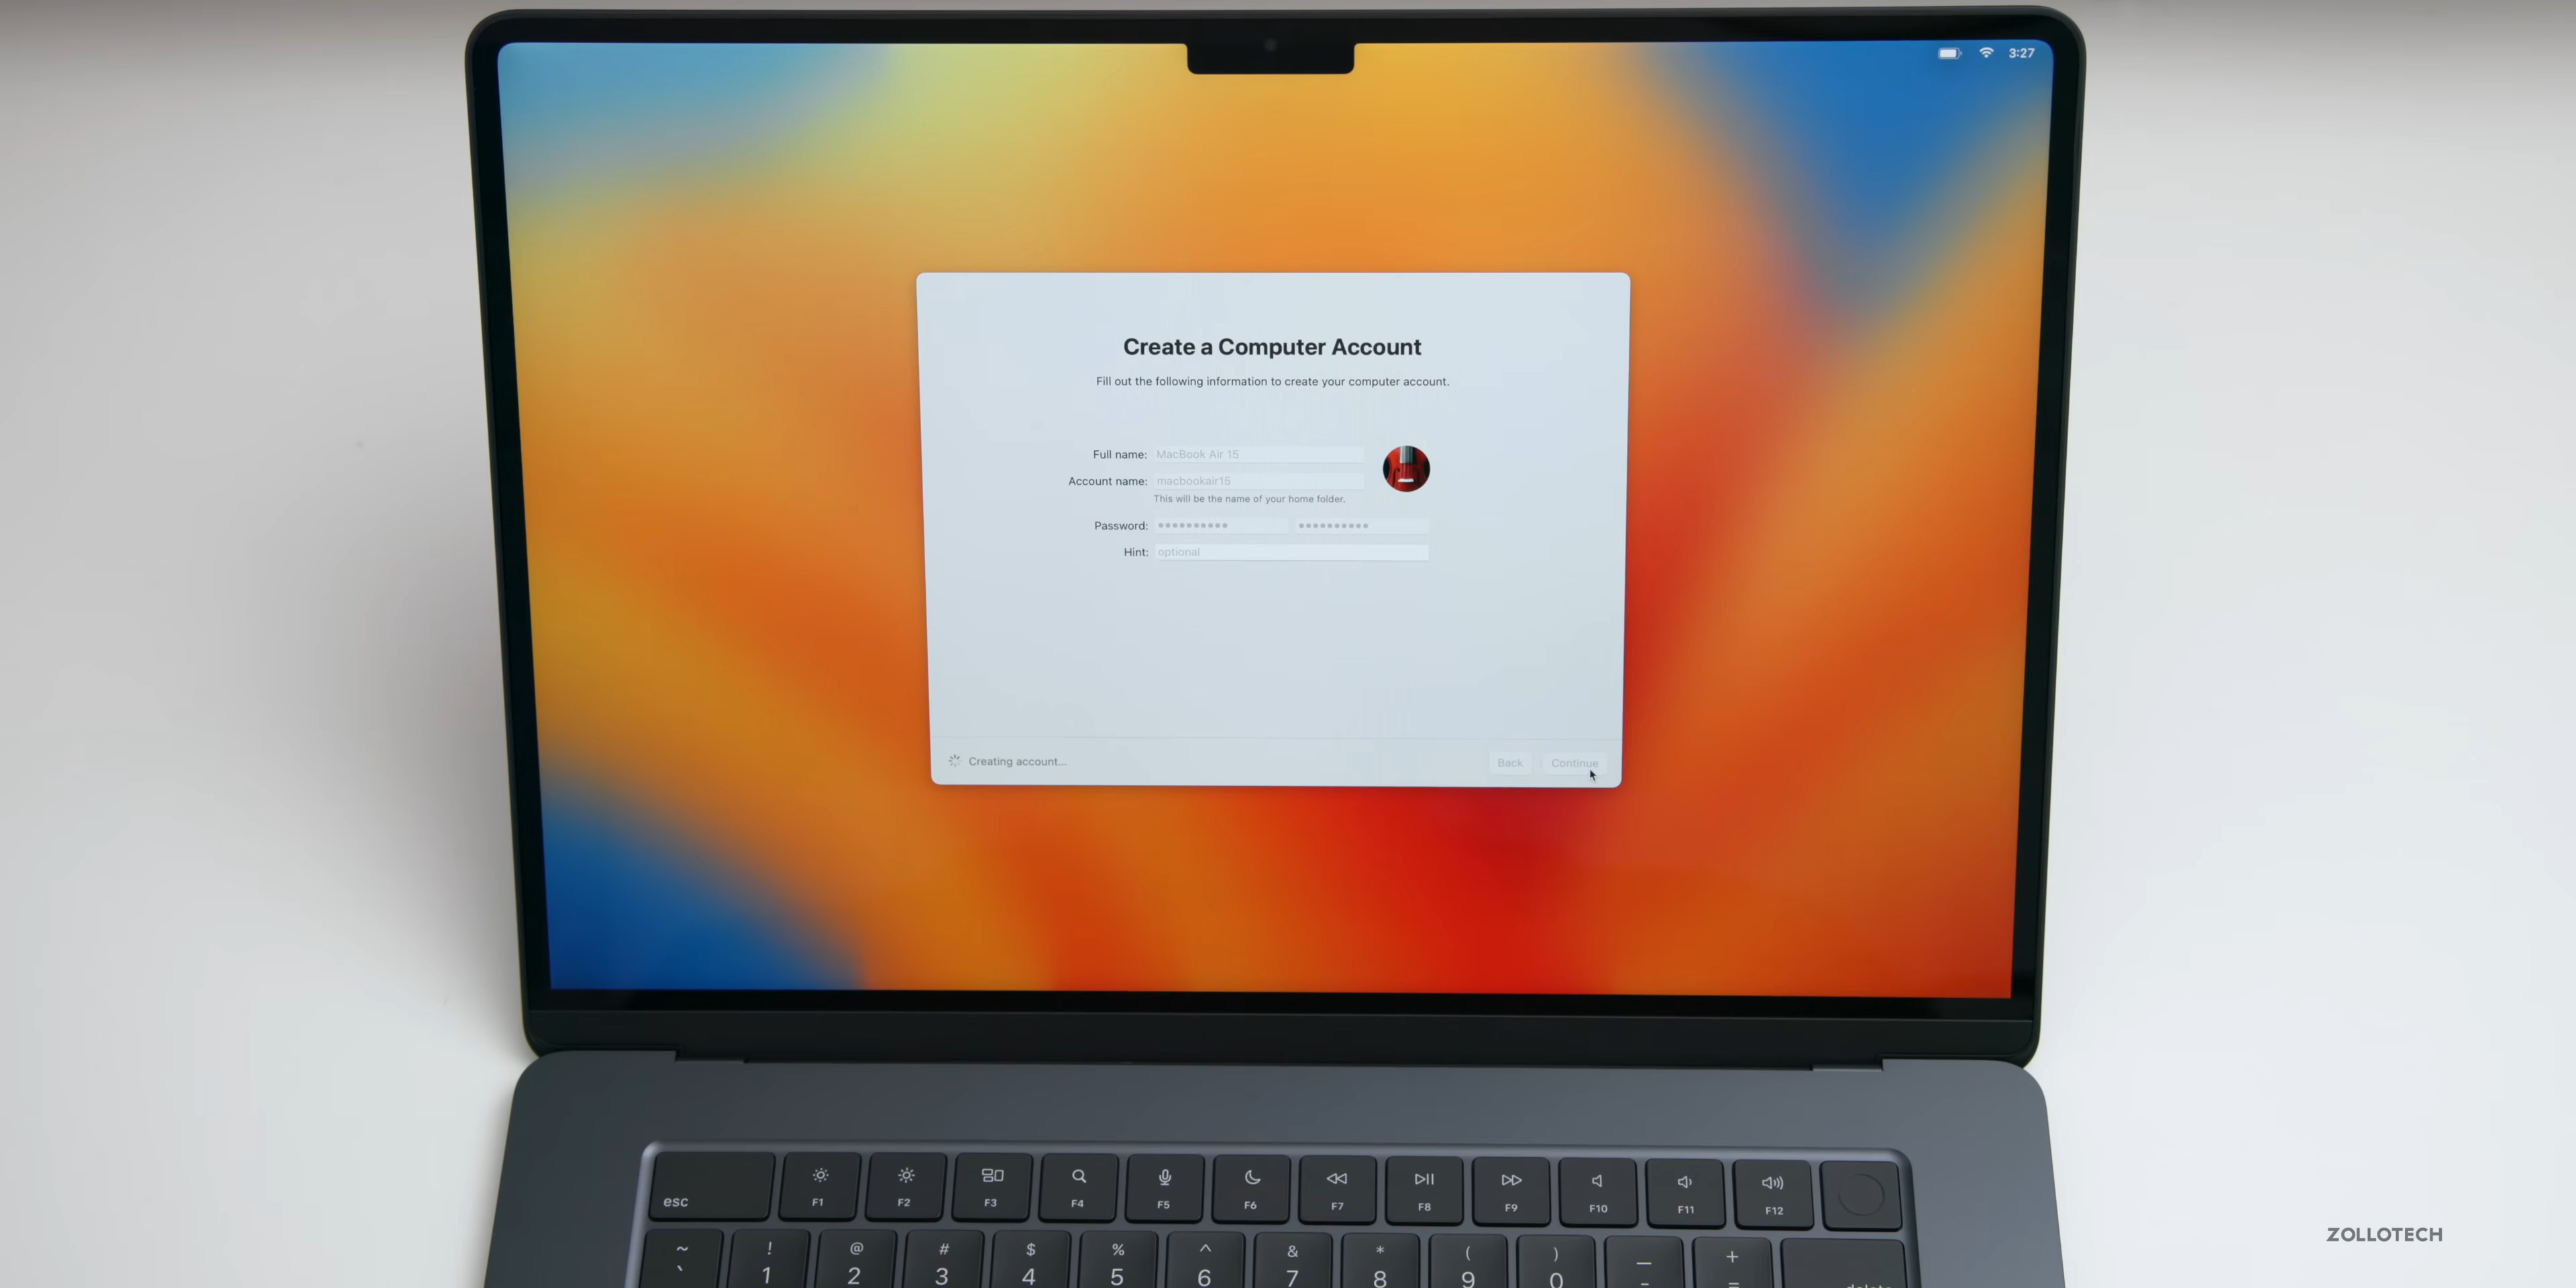 3:27
Create a Computer Account
Fill out the following information to create your computer account.
Full name: MacBook Air 15
Account name: macbookair15
This will be the name of your home folder.
Password: •••••••••• ••••••••••
Hint: optional
Creating account...
Back Continue
esc F1 F2 F3 F4 F5 F6 F7 F8 F9 F10 F11 F12
~ ! @ # $ % ^ & * ( ) — +
` 1 2 3 4 5 6 7 8 9 0 - =
ZOLLOTECH